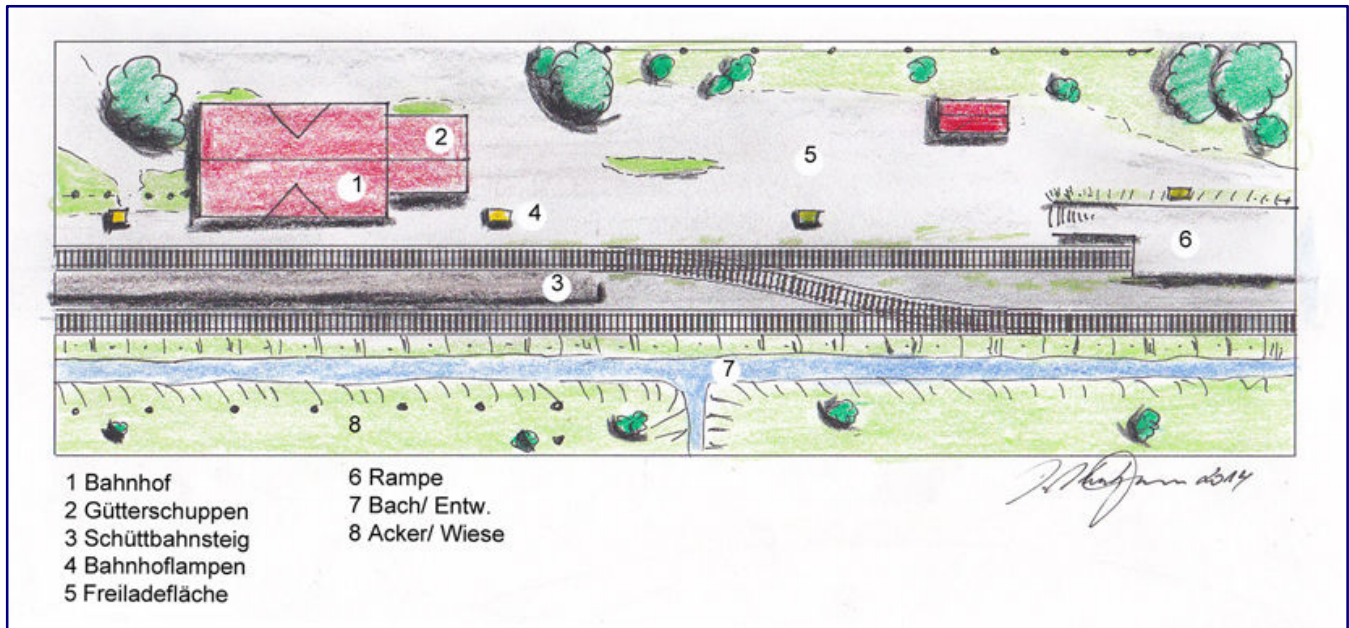 2
1
5
4
6
3
7
8
1 Bahnhof
2 Gütterschuppen
3 Schüttbahnsteig
4 Bahnhoflampen
5 Freiladefläche
6 Rampe
7 Bach/ Entw.
8 Acker/ Wiese
2014